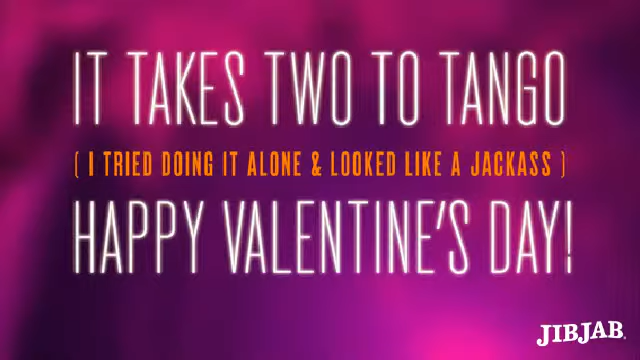 IT TAKES TWO TO TANGO
( I TRIED DOING IT ALONE & LOOKED LIKE A JACKASS )
HAPPY VALENTINE'S DAY!
JIBJAB